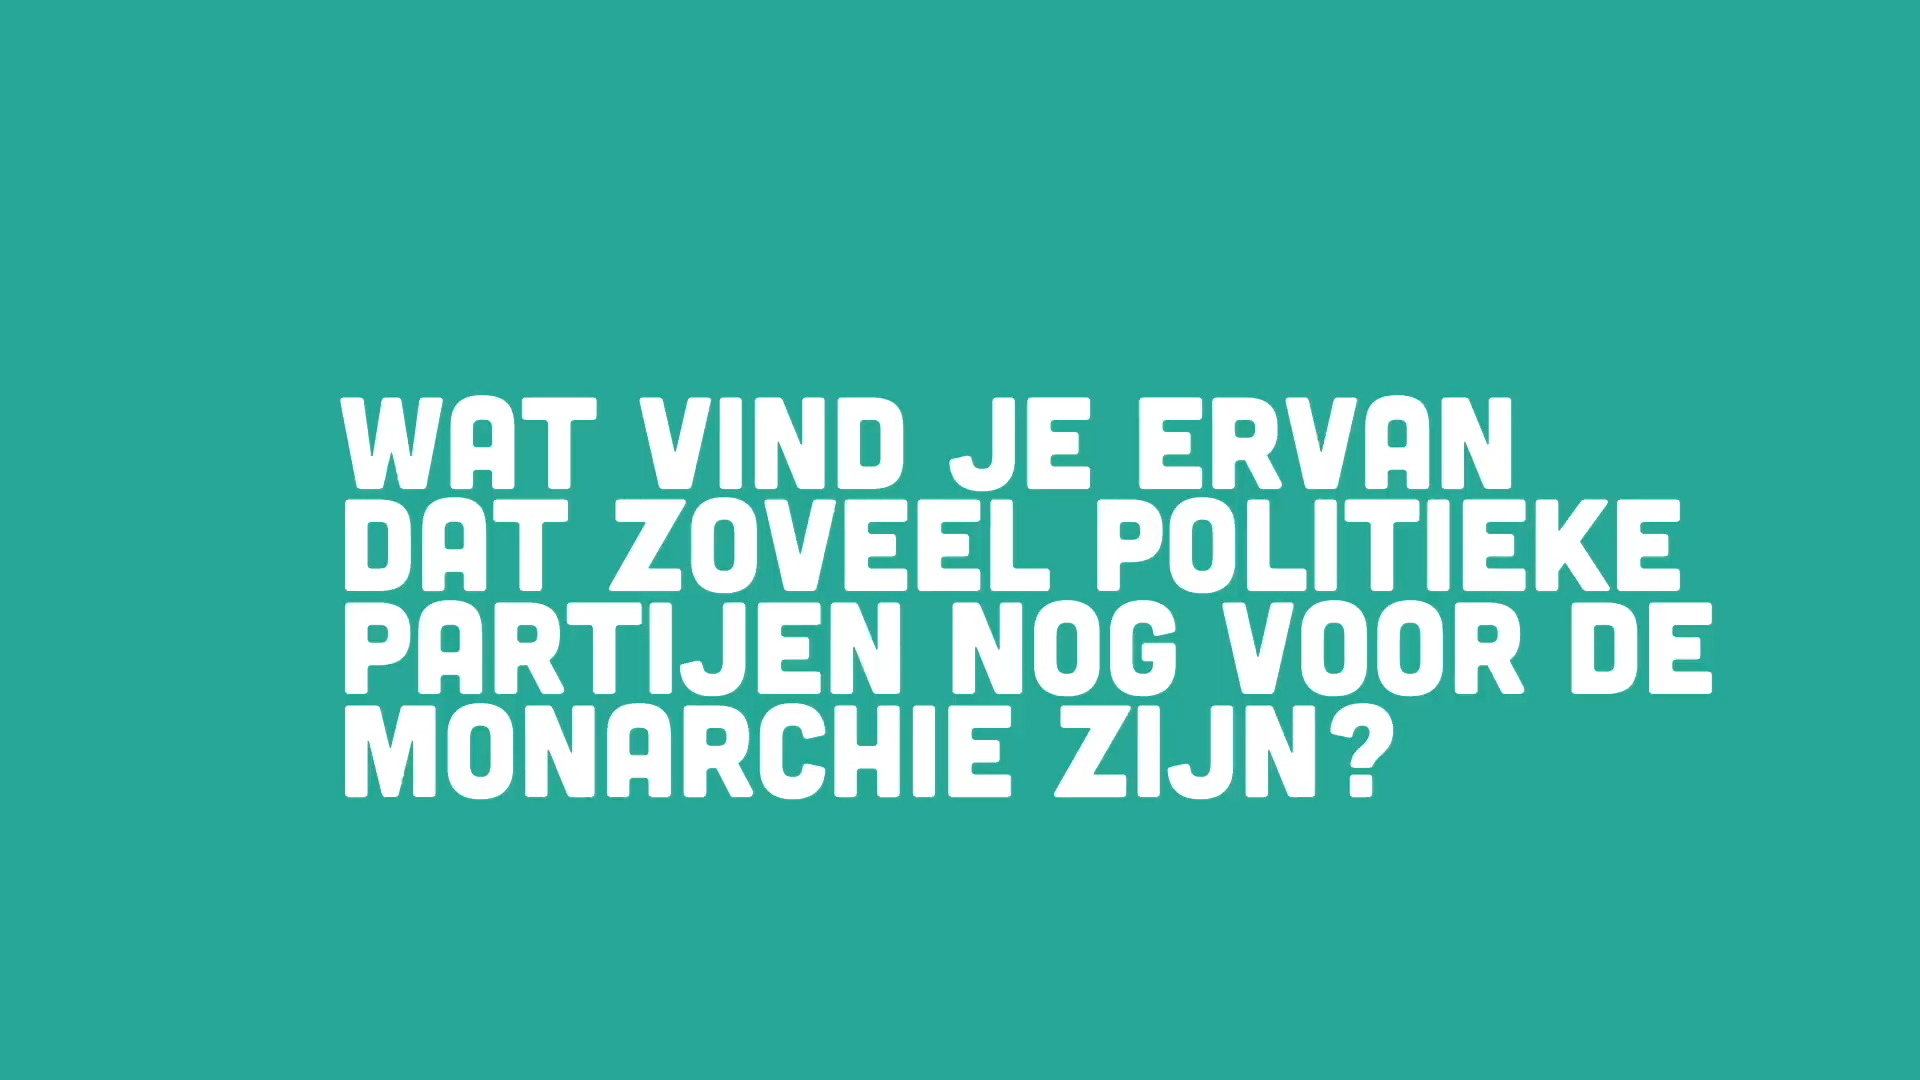 WAT VIND JE ERVAN
DAT ZOVEEL POLITIEKE
PARTIJEN NOG VOOR DE
MONARCHIE ZIJN?